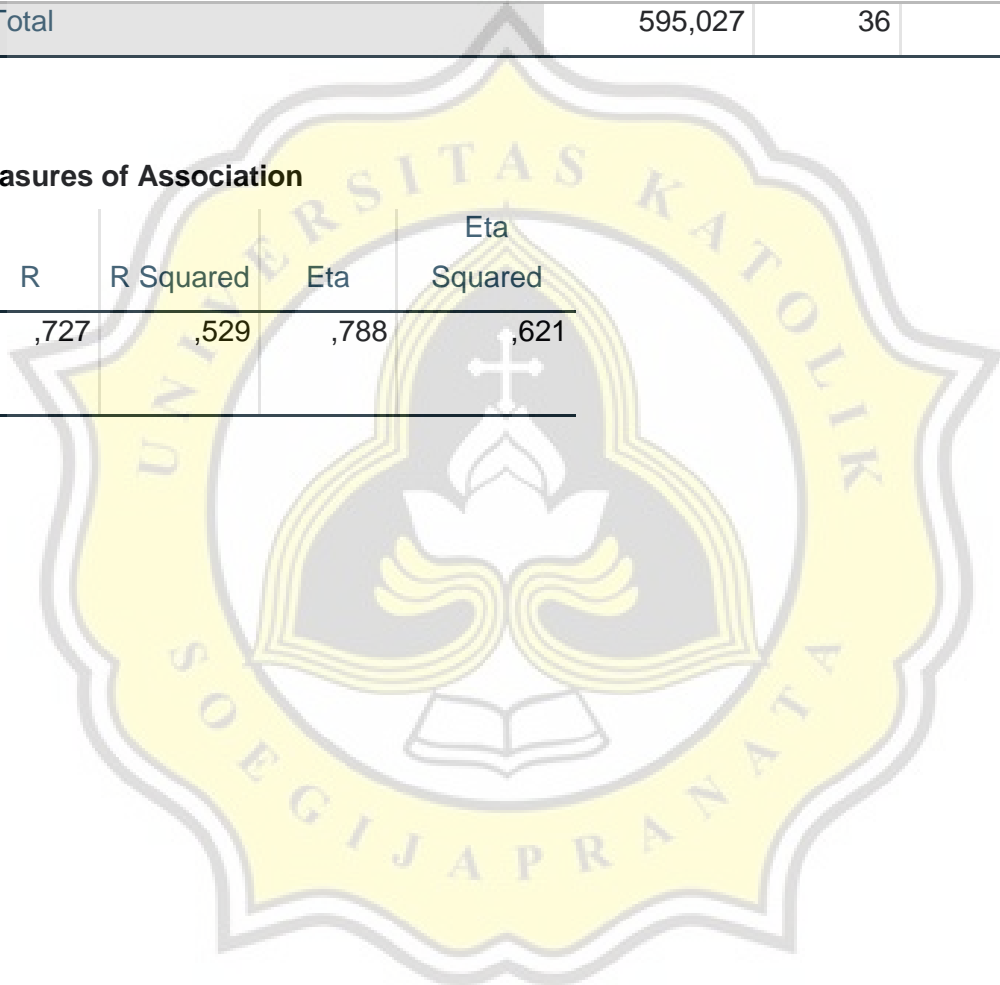 Total 595,027 36
asures of Association
Eta
R R Squared Eta Squared
,727 ,529 ,788 ,621
UNIVERSITAS KATOLIK
SOEGIJAPRANATA